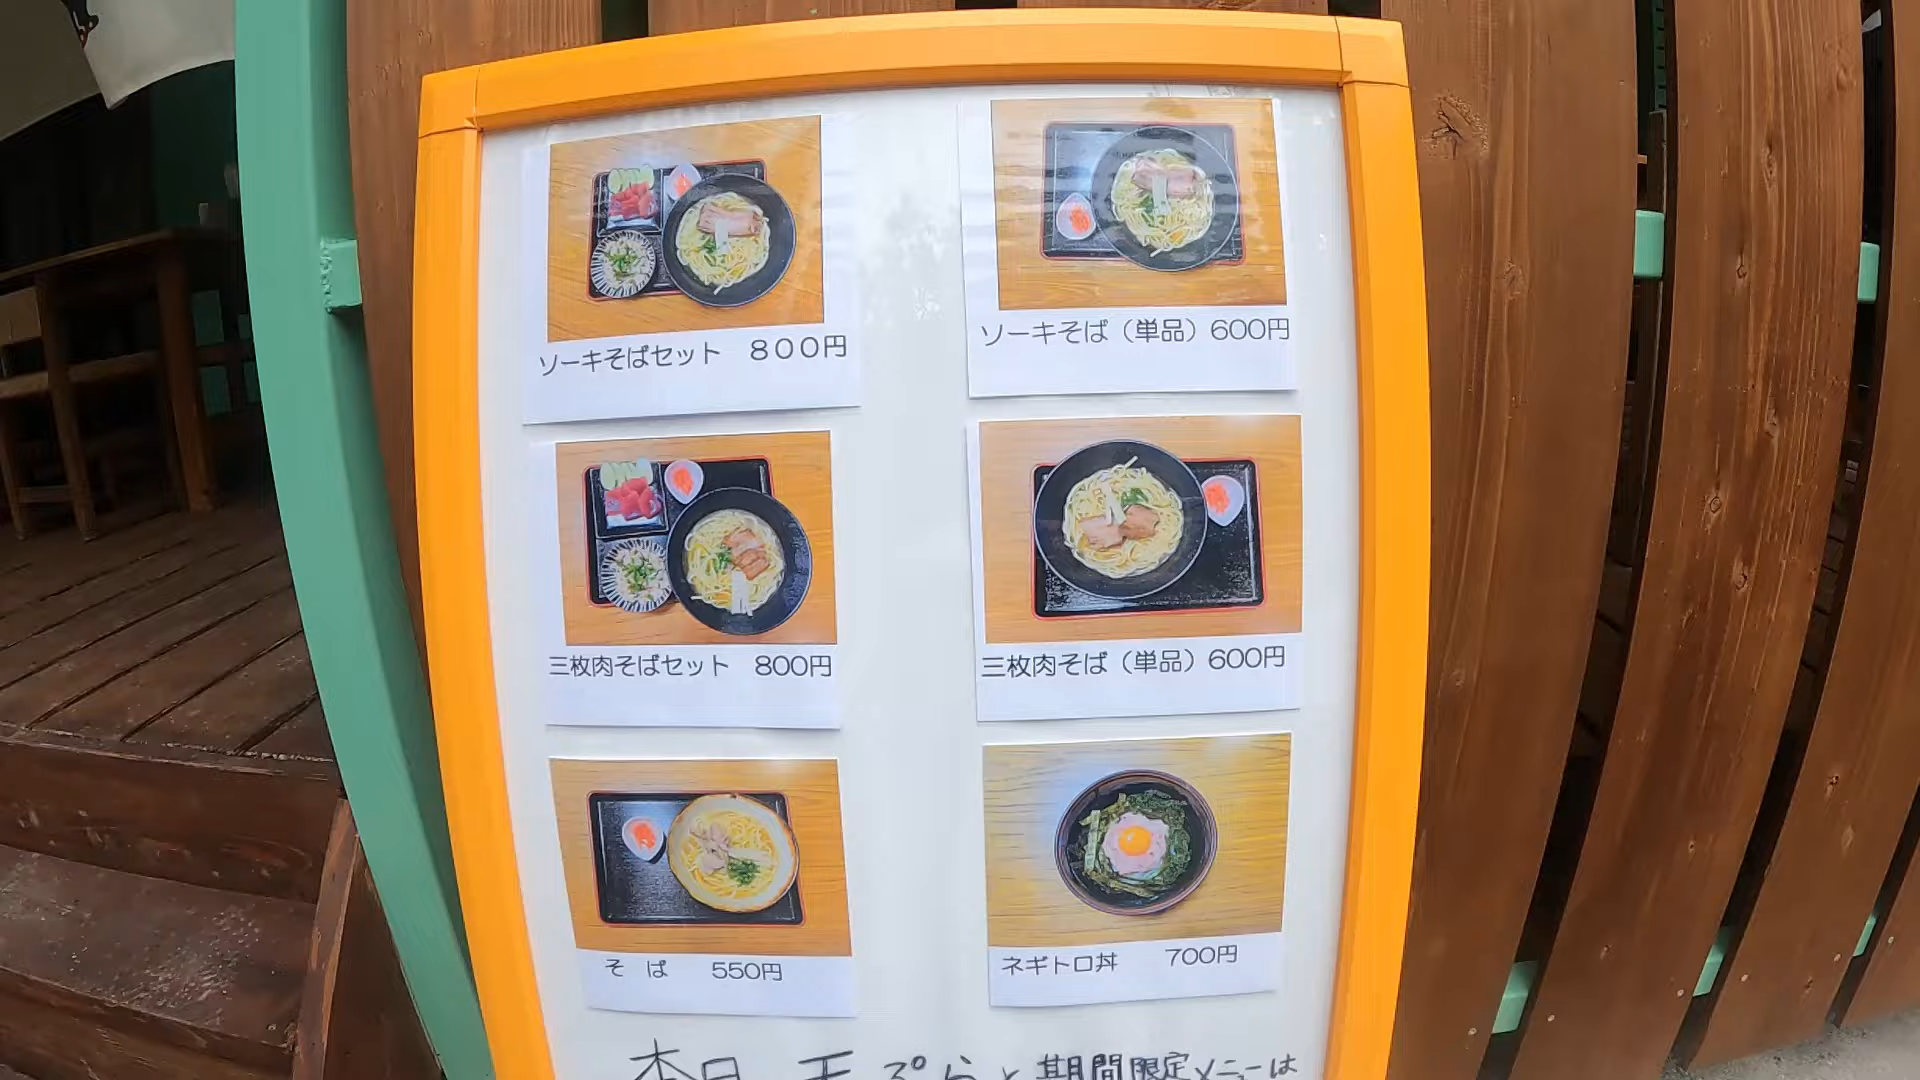 ソーキそばセット 800円
ソーキそば（単品）600円
三枚肉そばセット 800円
三枚肉そば（単品）600円
そば 550円
ネギトロ丼 700円
本日 天ぷらと期間限定メニューは